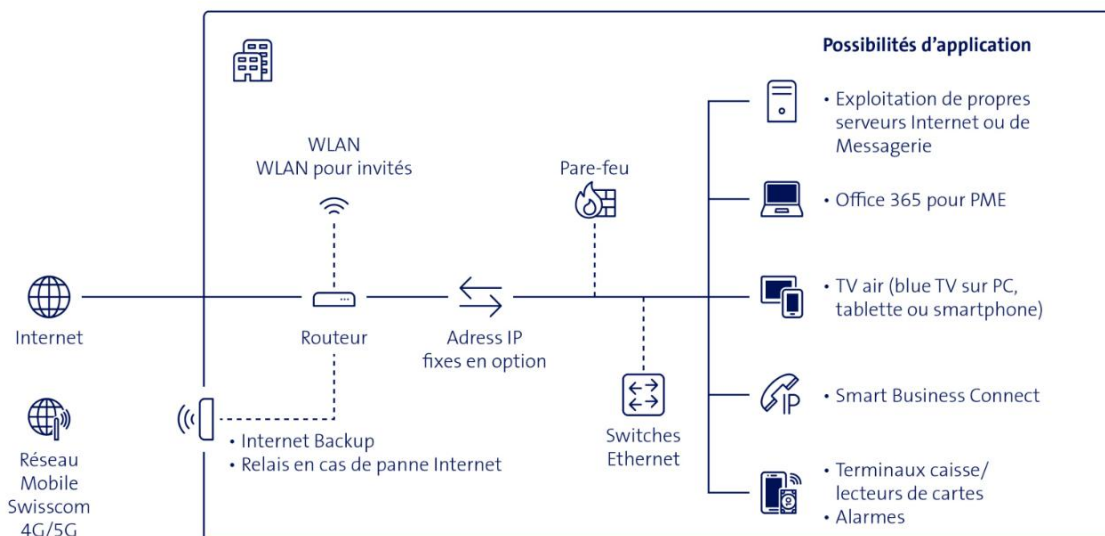 Possibilités d'application
• Exploitation de propres
serveurs Internet ou de
Messagerie
WLAN
WLAN pour invités
Pare-feu
• Office 365 pour PME
• TV air (blue TV sur PC,
tablette ou smartphone)
Internet
Routeur
Adress IP
fixes en option
IP
• Smart Business Connect
• Internet Backup
• Relais en cas de panne Internet
Switches
Ethernet
Réseau
Mobile
Swisscom
4G/5G
• Terminaux caisse/
lecteurs de cartes
• Alarmes